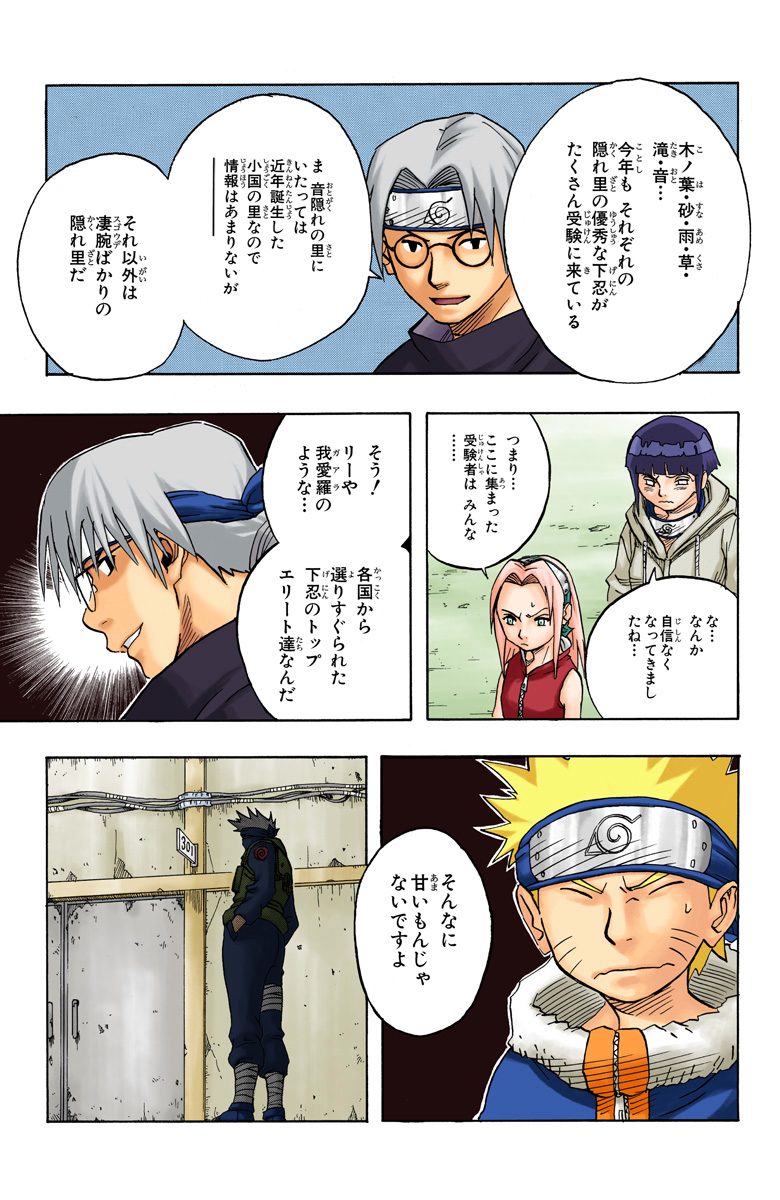 木ノ葉・砂・雨・草・
滝・音…
今年も それぞれの
隠れ里の優秀な下忍が
たくさん受験に来ている
ま 音隠れの里に
いたっては
近年誕生した
小国の里なので
情報はあまりないが
それ以外は
凄腕ばかりの
隠れ里だ
な…
なんか
自信なく
なってきまし
たね…
つまり…
ここに集まった
受験者は みんな
……
そう!
リーや
我愛羅の
ような…
各国から
選りすぐられた
下忍のトップ
エリート達なんだ
そんなに
甘いもんじゃ
ないですよ
301